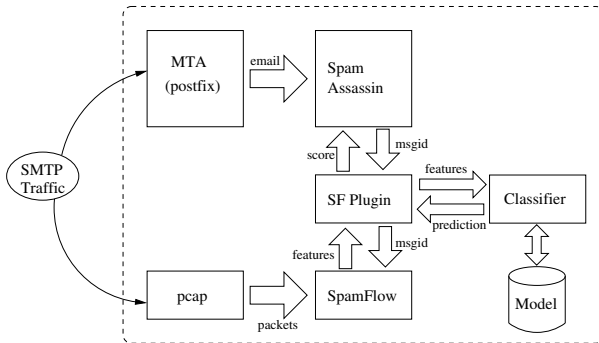 MTA
(postfix)
email
Spam
Assassin
score
msgid
SMTP
Traffic
features
SF Plugin
Classifier
prediction
features
msgid
pcap
packets
SpamFlow
Model